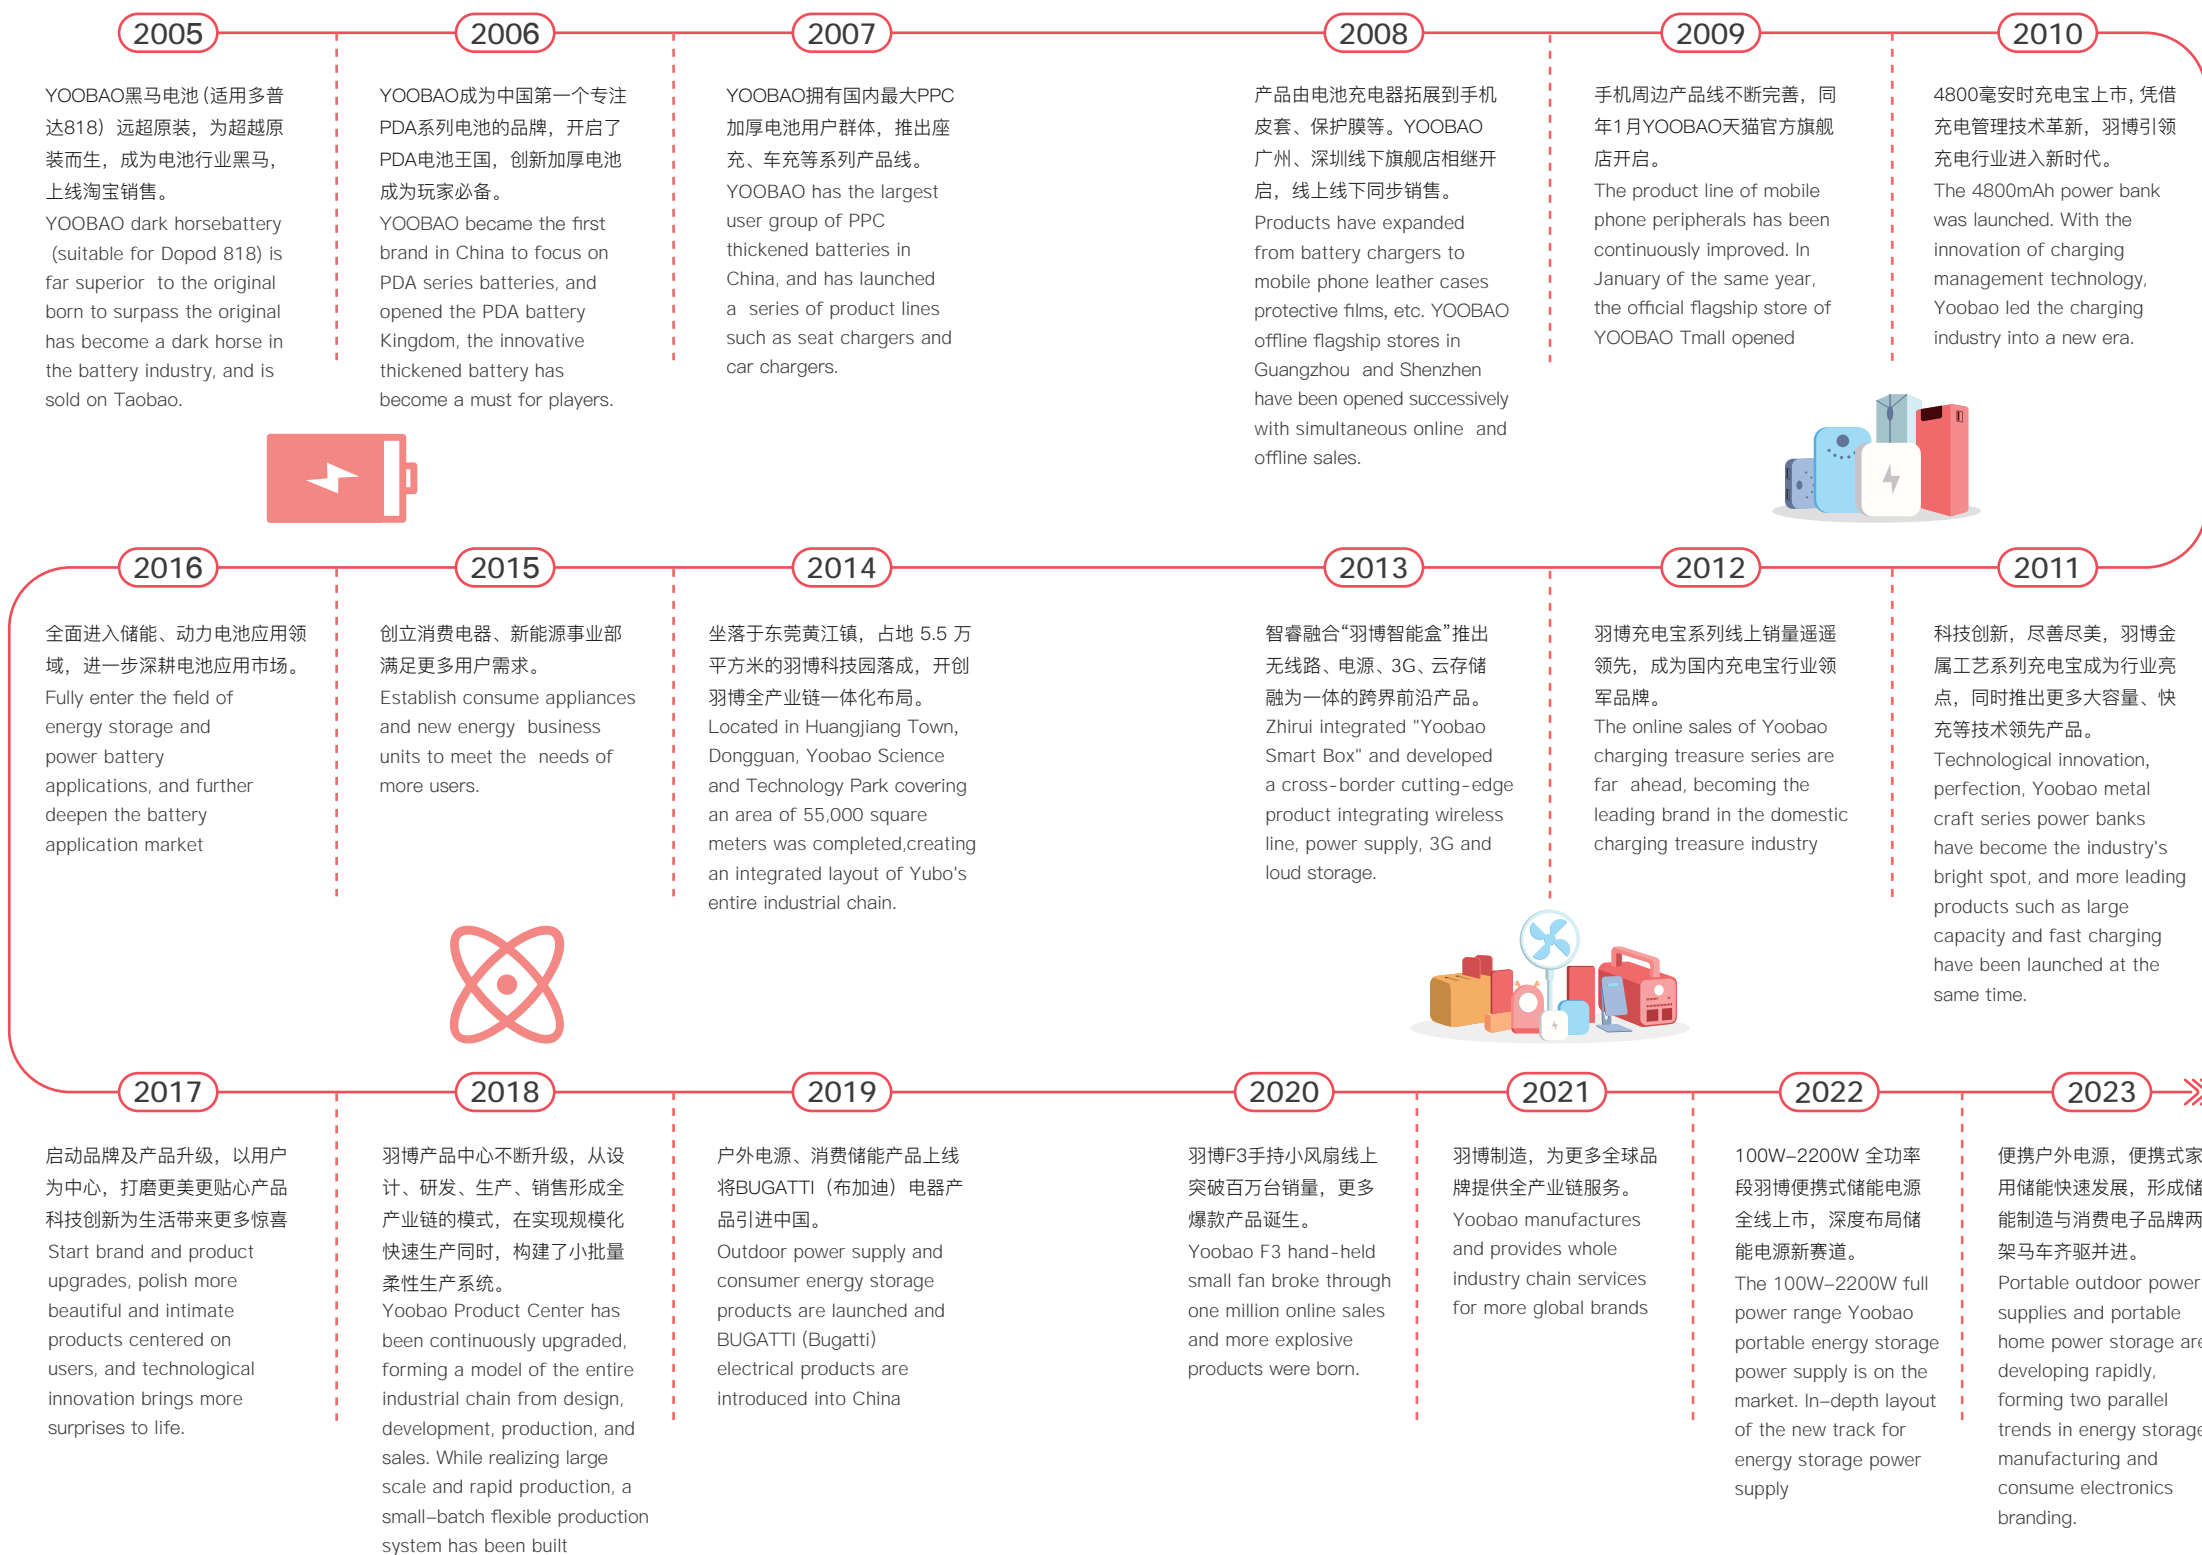 2005
YOOBAO黑马电池(适用多普
达818）远超原装，为超越原
装而生，成为电池行业黑马，
上线淘宝销售。
YOOBAO dark horsebattery
(suitable for Dopod 818) is
far superior to the original
born to surpass the original
has become a dark horse in
the battery industry, and is
sold on Taobao.
2006
YOOBAO成为中国第一个专注
PDA系列电池的品牌，开启了
PDA电池王国，创新加厚电池
成为玩家必备。
YOOBAO became the first
brand in China to focus on
PDA series batteries, and
opened the PDA battery
Kingdom, the innovative
thickened battery has
become a must for players.
2007
YOOBAO拥有国内最大PPC
加厚电池用户群体，推出座
充、车充等系列产品线。
YOOBAO has the largest
user group of PPC
thickened batteries in
China, and has launched
a series of product lines
such as seat chargers and
car chargers.
2008
产品由电池充电器拓展到手机
皮套、保护膜等。YOOBAO
广州、深圳线下旗舰店相继开
启，线上线下同步销售。
Products have expanded
from battery chargers to
mobile phone leather cases
protective films, etc. YOOBAO
offline flagship stores in
Guangzhou and Shenzhen
have been opened successively
with simultaneous online and
offline sales.
2009
手机周边产品线不断完善，同
年1月YOOBAO天猫官方旗舰
店开启。
The product line of mobile
phone peripherals has been
continuously improved. In
January of the same year,
the official flagship store of
YOOBAO Tmall opened
2010
4800毫安时充电宝上市，凭借
充电管理技术革新，羽博引领
充电行业进入新时代。
The 4800mAh power bank
was launched. With the
innovation of charging
management technology,
Yoobao led the charging
industry into a new era.
2016
全面进入储能、动力电池应用领
域，进一步深耕电池应用市场。
Fully enter the field of
energy storage and
power battery
applications, and further
deepen the battery
application market
2015
创立消费电器、新能源事业部
满足更多用户需求。
Establish consume appliances
and new energy business
units to meet the needs of
more users.
2014
坐落于东莞黄江镇，占地 5.5 万
平方米的羽博科技园落成，开创
羽博全产业链一体化布局。
Located in Huangjiang Town,
Dongguan, Yoobao Science
and Technology Park covering
an area of 55,000 square
meters was completed,creating
an integrated layout of Yubo's
entire industrial chain.
2013
智睿融合“羽博智能盒”推出
无线路、电源、3G、云存储
融为一体的跨界前沿产品。
Zhirui integrated "Yoobao
Smart Box" and developed
a cross-border cutting-edge
product integrating wireless
line, power supply, 3G and
loud storage.
2012
羽博充电宝系列线上销量遥遥
领先，成为国内充电宝行业领
军品牌。
The online sales of Yoobao
charging treasure series are
far ahead, becoming the
leading brand in the domestic
charging treasure industry
2011
科技创新，尽善尽美，羽博金
属工艺系列充电宝成为行业亮
点，同时推出更多大容量、快
充等技术领先产品。
Technological innovation,
perfection, Yoobao metal
craft series power banks
have become the industry's
bright spot, and more leading
products such as large
capacity and fast charging
have been launched at the
same time.
2017
启动品牌及产品升级，以用户
为中心，打磨更美更贴心产品
科技创新为生活带来更多惊喜
Start brand and product
upgrades, polish more
beautiful and intimate
products centered on
users, and technological
innovation brings more
surprises to life.
2018
羽博产品中心不断升级，从设
计、研发、生产、销售形成全
产业链的模式，在实现规模化
快速生产同时，构建了小批量
柔性生产系统。
Yoobao Product Center has
been continuously upgraded,
forming a model of the entire
industrial chain from design,
development, production, and
sales. While realizing large
scale and rapid production, a
small-batch flexible production
system has been built
2019
户外电源、消费储能产品上线
将BUGATTI（布加迪）电器产
品引进中国。
Outdoor power supply and
consumer energy storage
products are launched and
BUGATTI (Bugatti)
electrical products are
introduced into China
2020
羽博F3手持小风扇线上
突破百万台销量，更多
爆款产品诞生。
Yoobao F3 hand-held
small fan broke through
one million online sales
and more explosive
products were born.
2021
羽博制造，为更多全球品
牌提供全产业链服务。
Yoobao manufactures
and provides whole
industry chain services
for more global brands
2022
100W-2200W 全功率
段羽博便携式储能电源
全线上市，深度布局储
能电源新赛道。
The 100W-2200W full
power range Yoobao
portable energy storage
power supply is on the
market. In-depth layout
of the new track for
energy storage power
supply
2023
便携户外电源，便携式家
用储能快速发展，形成储
能制造与消费电子品牌两
架马车齐驱并进。
Portable outdoor power
supplies and portable
home power storage are
developing rapidly,
forming two parallel
trends in energy storage
manufacturing and
consume electronics
branding.